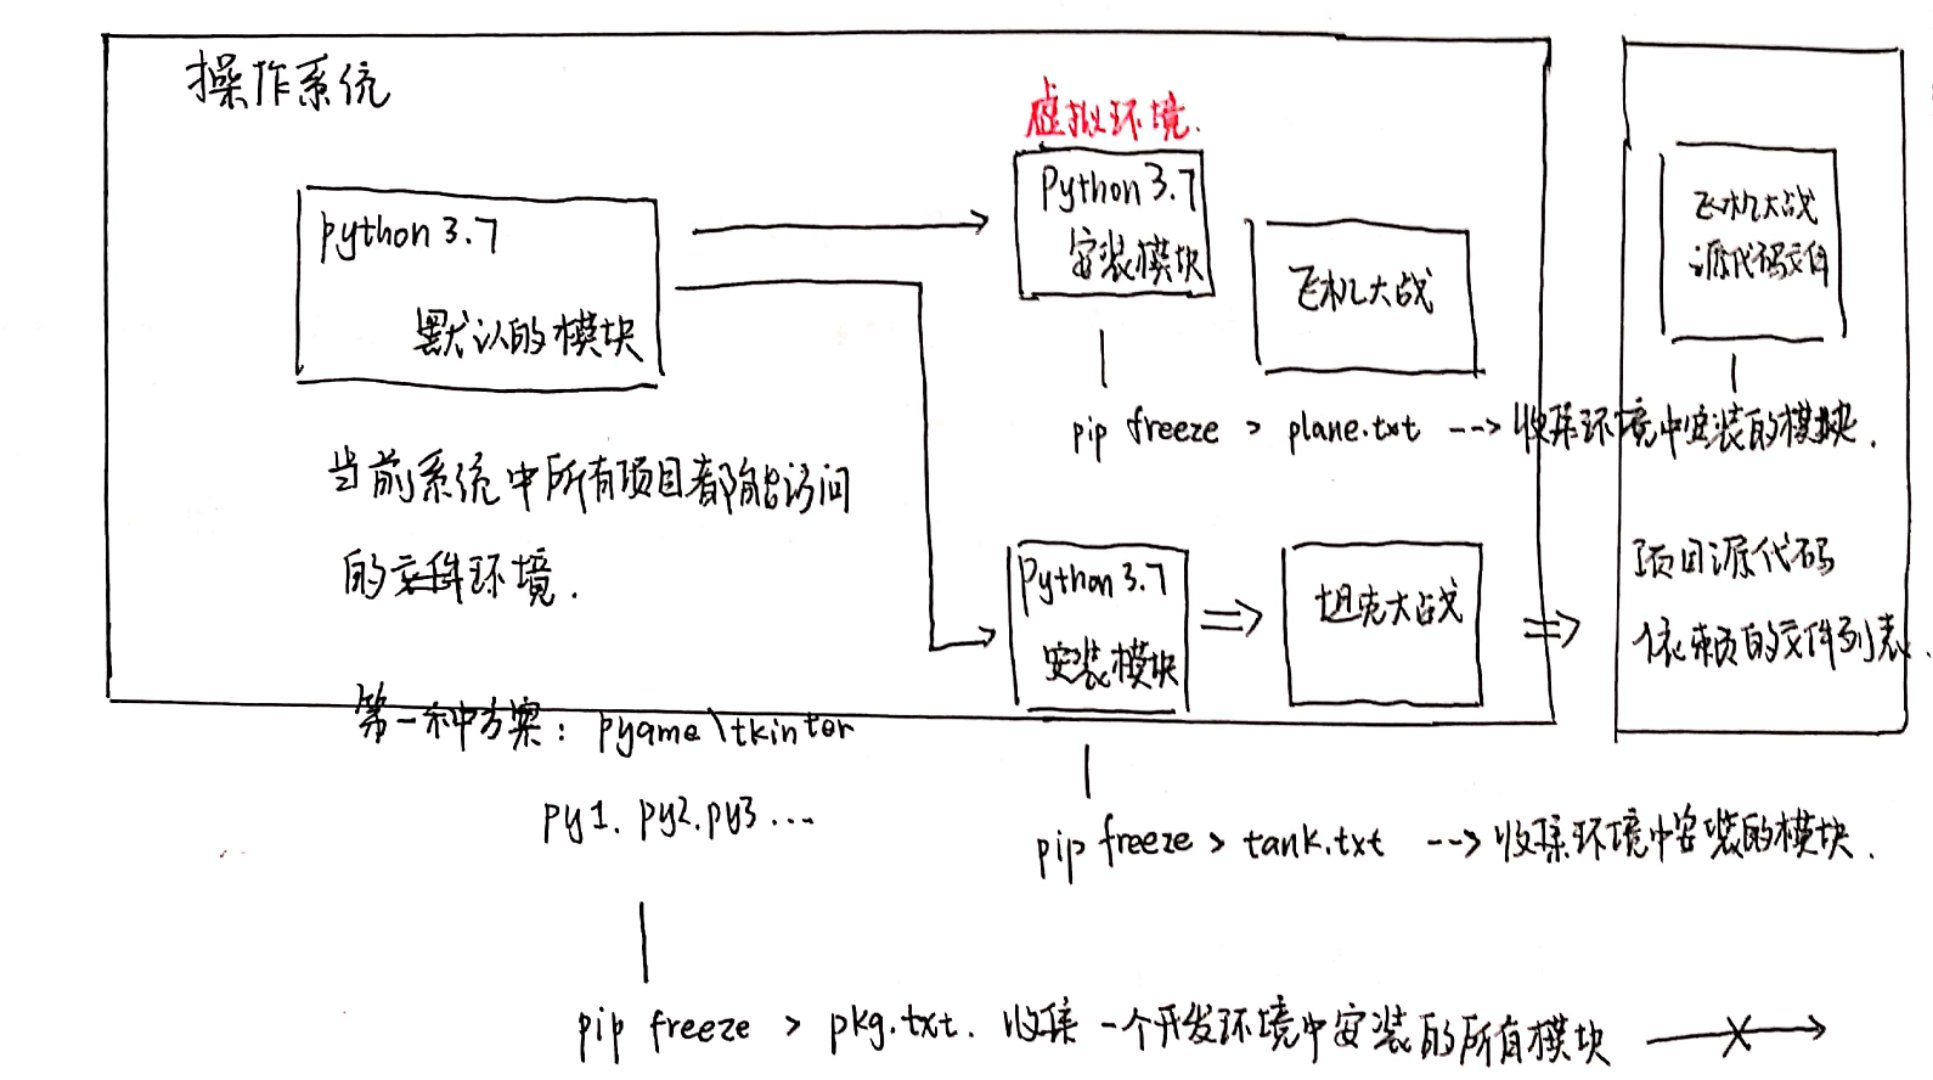 操作系统
python 3.7
默认的模块
当前系统中所有项目都能访问
的文件环境.
第一种方案: pygame\tkinter
py1. py2. py3...
pip freeze > pkg.txt. 收集一个开发环境中安装的所有模块
虚拟环境.
Python 3.7
安装模块
飞机大战
pip freeze > plane.txt --> 收集环境中安装的模块.
Python 3.7
安装模块
坦克大战
pip freeze > tank.txt --> 收集环境中安装的模块.
飞机大战
源代码文件
项目源代码
依赖的文件列表.